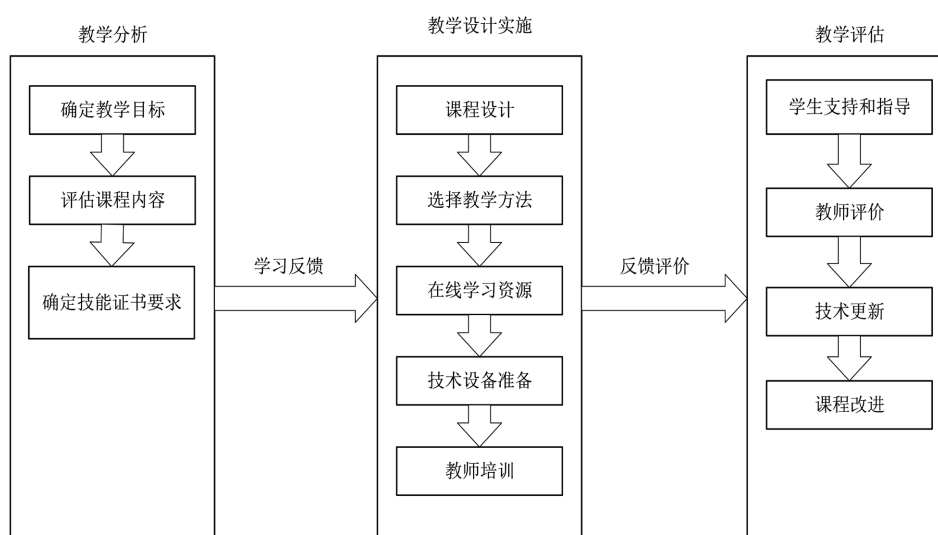 教学分析
确定教学目标
评估课程内容
确定技能证书要求
学习反馈
教学设计实施
课程设计
选择教学方法
在线学习资源
技术设备准备
教师培训
反馈评价
教学评估
学生支持和指导
教师评价
技术更新
课程改进